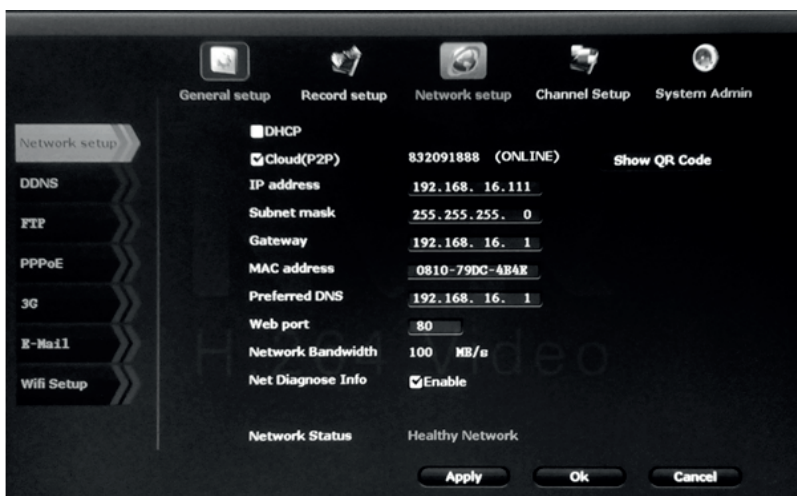 General setup Record setup Network setup Channel Setup System Admin
Network setup
DDNS
FTP
PPPoE
3G
E-Mail
Wifi Setup
DHCP
Cloud(P2P) 832091888 (ONLINE) Show QR Code
IP address 192.168. 16.111
Subnet mask 255.255.255. 0
Gateway 192.168. 16. 1
MAC address 0810-79DC-4B4E
Preferred DNS 192.168. 16. 1
Web port 80
Network Bandwidth 100 MB/s
Net Diagnose Info Enable
Network Status Healthy Network
H.264 Video
Apply Ok Cancel